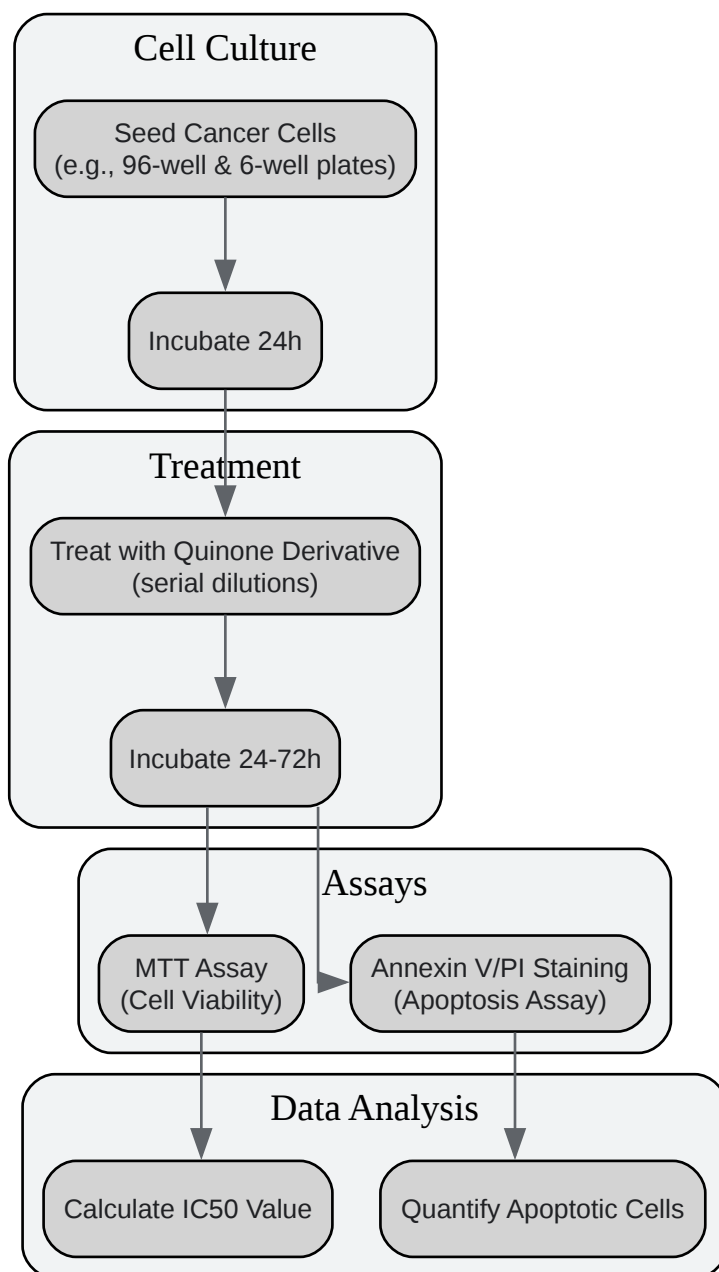 Cell Culture
Seed Cancer Cells
(e.g., 96-well & 6-well plates)
Incubate 24h
Treatment
Treat with Quinone Derivative
(serial dilutions)
Incubate 24-72h
Assays
MTT Assay
(Cell Viability)
Annexin V/PI Staining
(Apoptosis Assay)
Data Analysis
Calculate IC50 Value
Quantify Apoptotic Cells